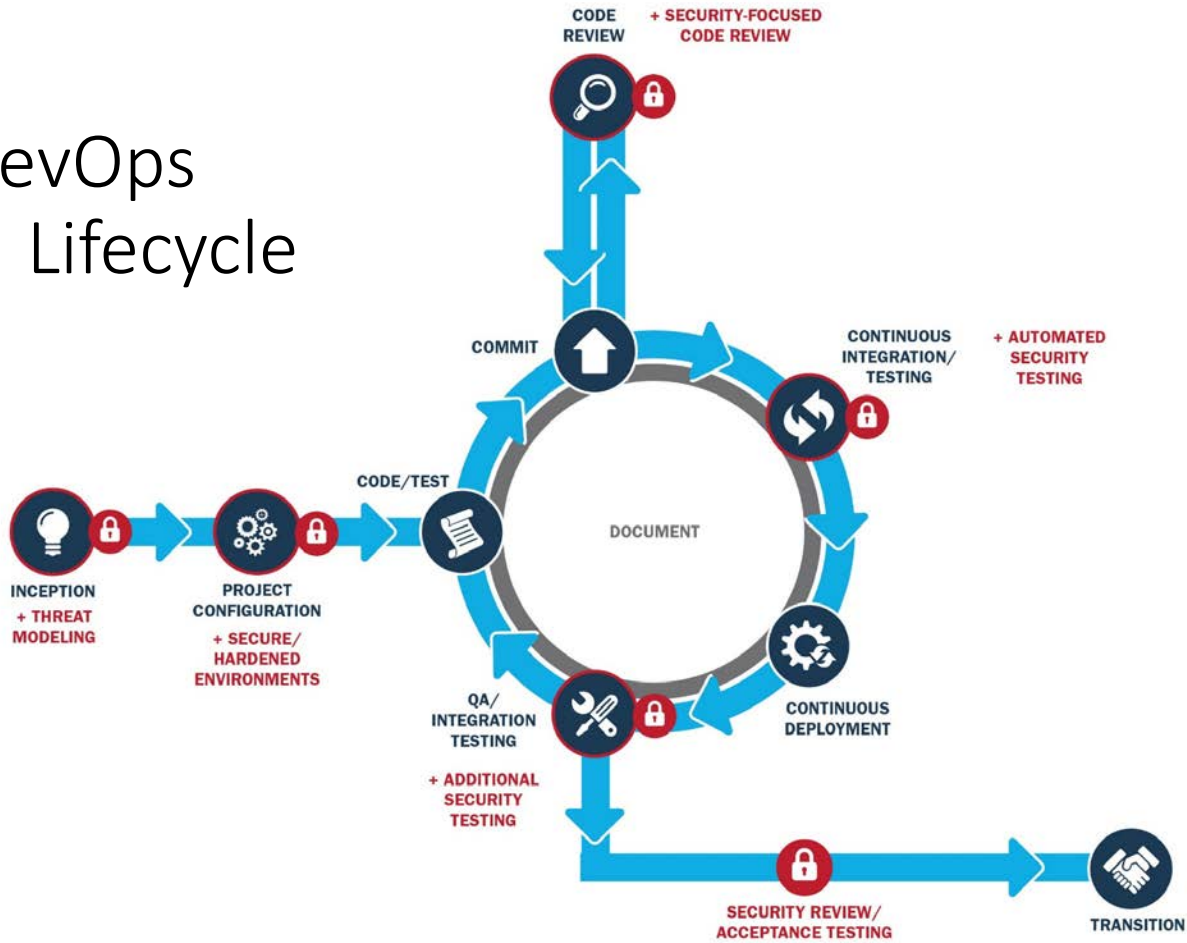 CODE
REVIEW
+ SECURITY-FOCUSED
CODE REVIEW
evOps
Lifecycle
COMMIT
CONTINUOUS
INTEGRATION/
TESTING
+ AUTOMATED
SECURITY
TESTING
CODE/TEST
DOCUMENT
INCEPTION
+ THREAT
MODELING
PROJECT
CONFIGURATION
+ SECURE/
HARDENED
ENVIRONMENTS
QA/
INTEGRATION
TESTING
+ ADDITIONAL
SECURITY
TESTING
CONTINUOUS
DEPLOYMENT
SECURITY REVIEW/
ACCEPTANCE TESTING
TRANSITION